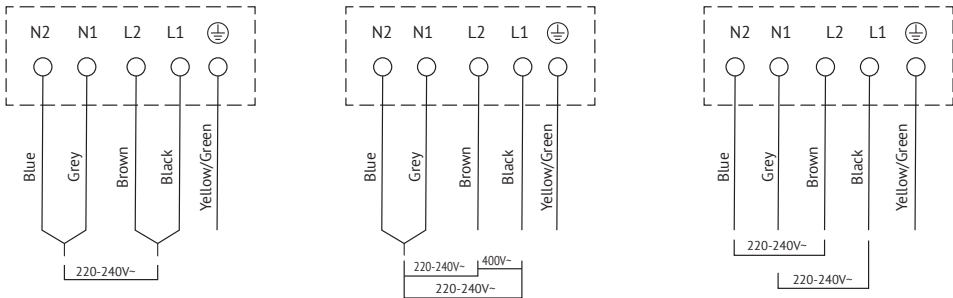 N2 N1 L2 L1
Blue
Grey
Brown
Black
Yellow/Green
220-240V~
N2 N1 L2 L1
Blue
Grey
Brown
Black
Yellow/Green
220-240V~
400V~
220-240V~
N2 N1 L2 L1
Blue
Grey
Brown
Black
Yellow/Green
220-240V~
220-240V~